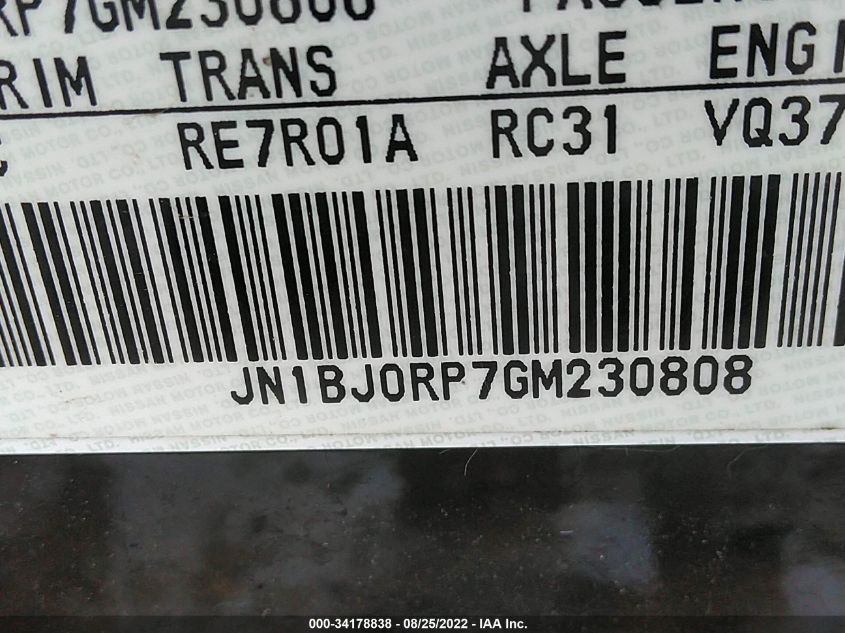 RP7GM230808
RIM TRANS AXLE ENG
RE7R01A RC31 VQ37
JN1BJ0RP7GM230808
000-34178838 - 08/25/2022 - IAA Inc.